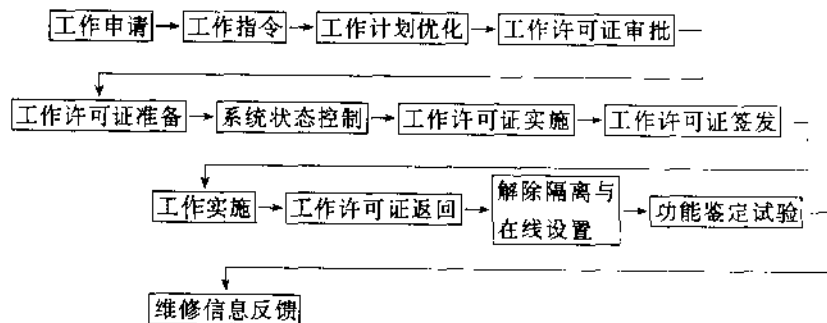 工作申请 工作指令 工作计划优化 工作许可证审批
工作许可证准备 系统状态控制 工作许可证实施 工作许可证签发
工作实施 工作许可证返回 解除隔离与 功能鉴定试验
在线设置
维修信息反馈